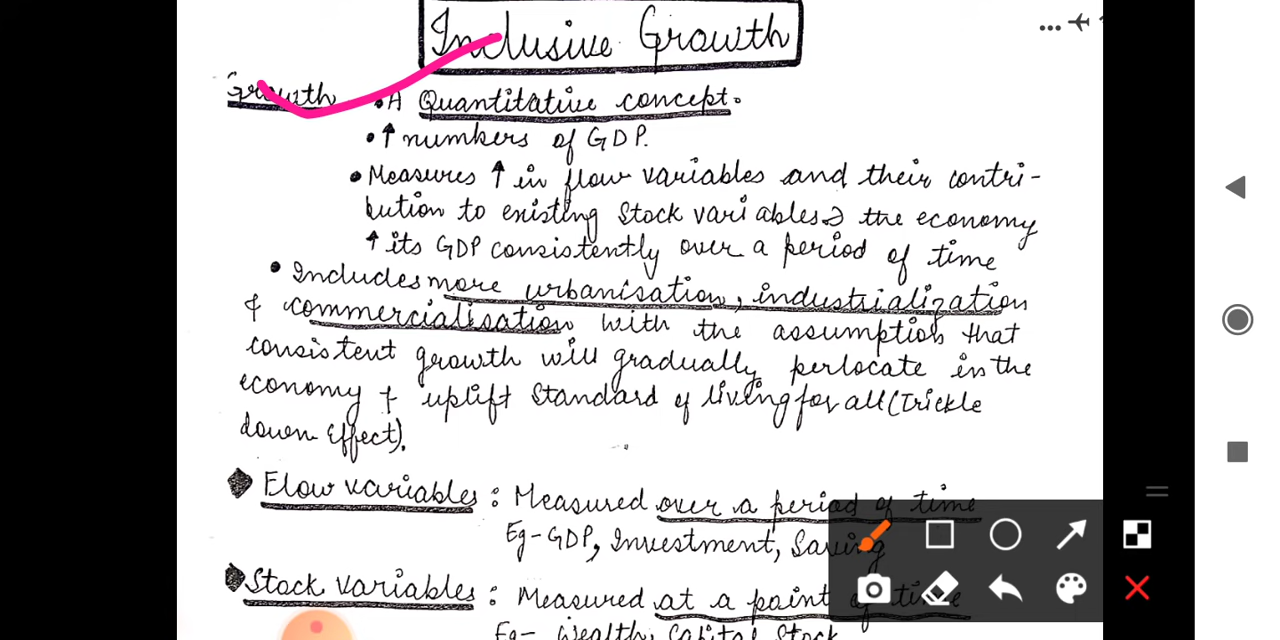 Inclusive Growth
Growth • A Quantitative concept.
• ↑ numbers of GDP.
• Measures ↑ in flow variables and their contri-
bution to existing Stock variables & the economy
↑ its GDP consistently over a period of time
• Includes more urbanisation, industrialization
& commercialisation with the assumption that
consistent growth will gradually perlocate in the
economy & uplift Standard of living for all (Trickle
down Effect).
Flow variables : Measured over a period of time
Eg- GDP, Investment, Saving
Stock variables : Measured at a point of time
Eg- Wealth, Capital Stock